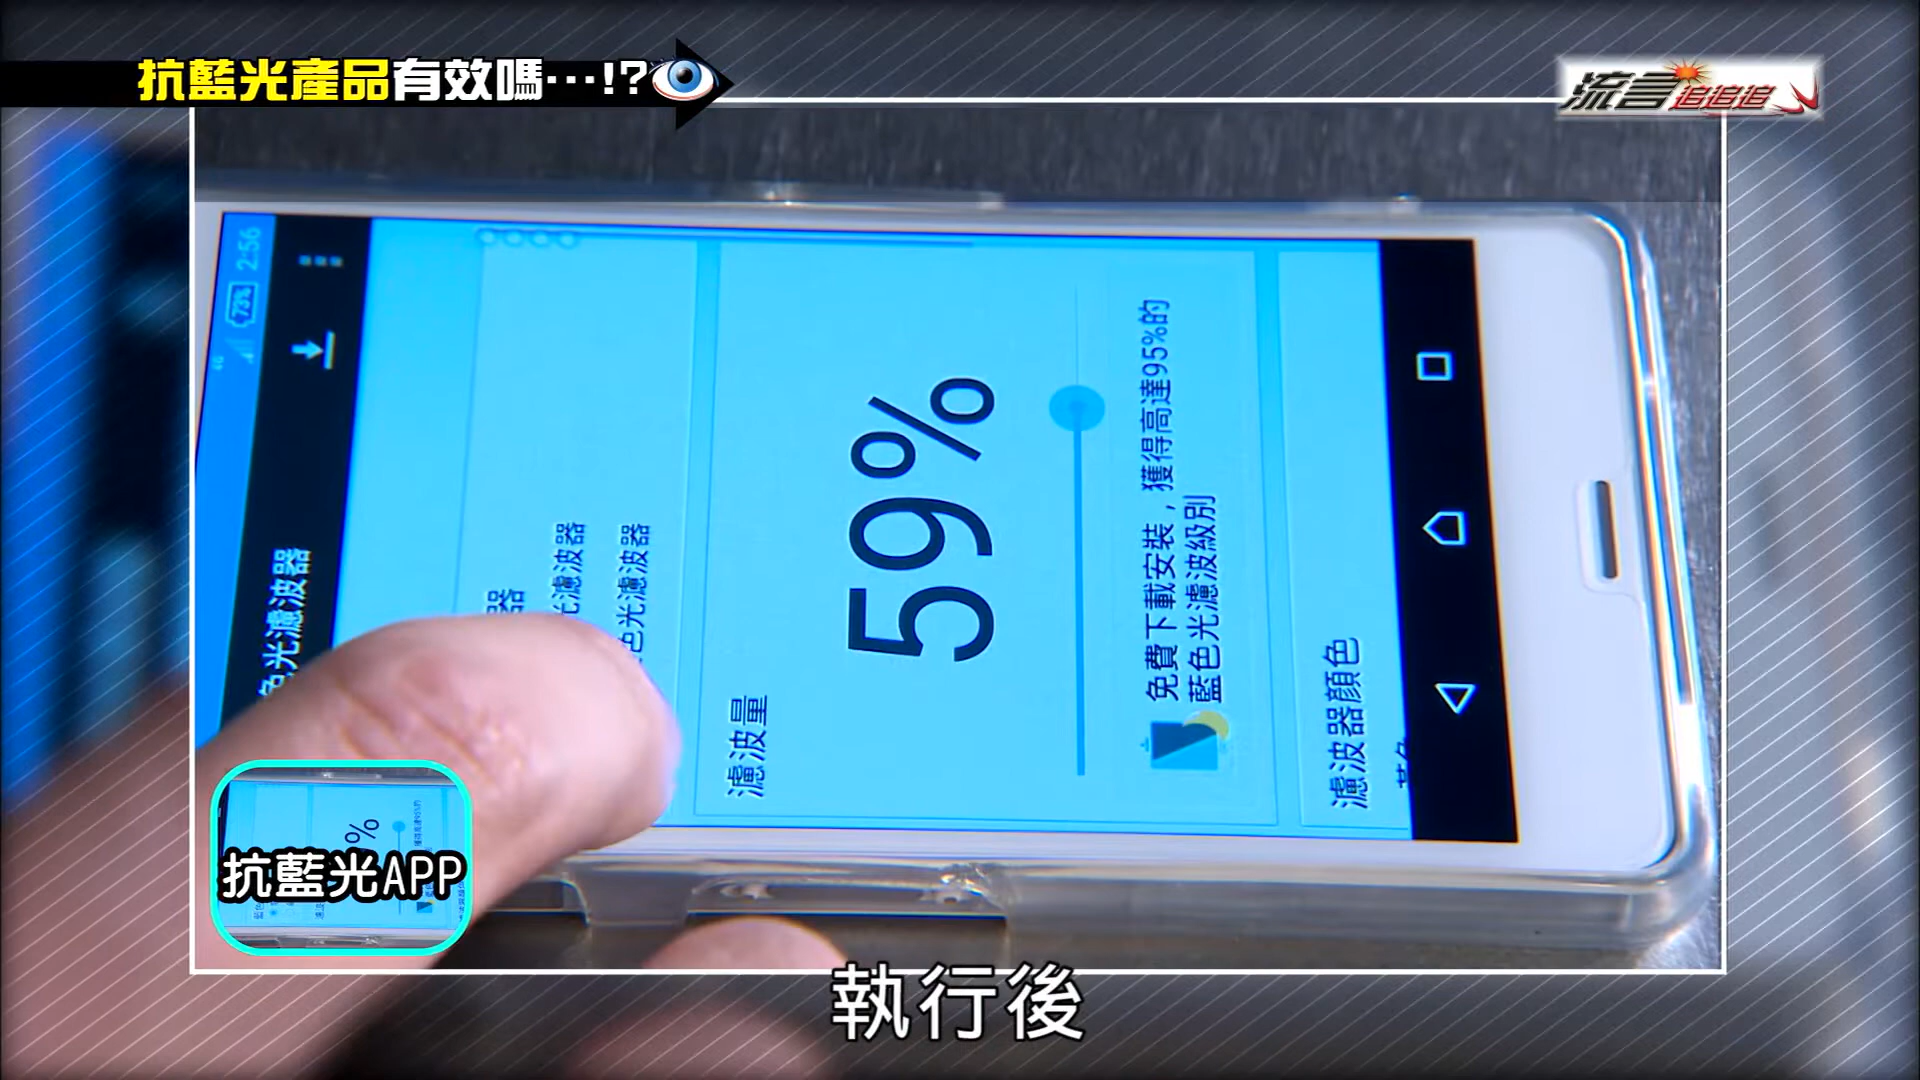 抗藍光產品有效嗎…!?
流言追追追
4G 73% 2:56
色光濾波器
器
光濾波器
色光濾波器
濾波量
59%
免費下載安裝，獲得高達95%的
藍色光濾波級別
濾波器顏色
抗藍光APP
執行後